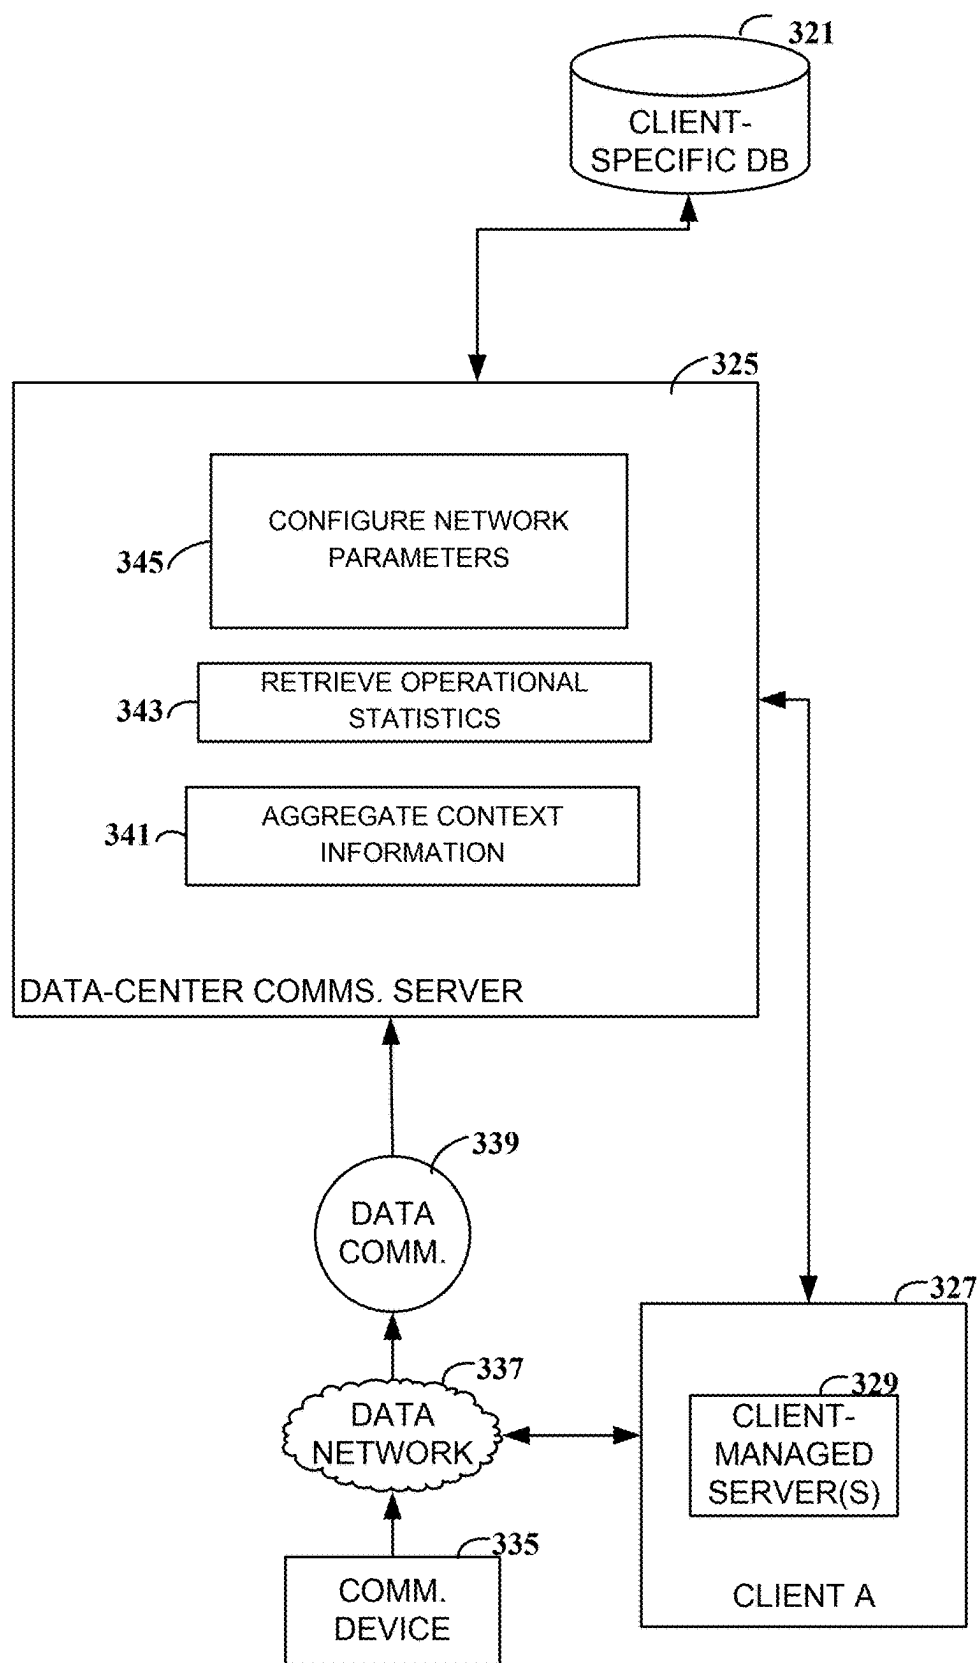 321
CLIENT-
SPECIFIC DB
325
CONFIGURE NETWORK
PARAMETERS
345
RETRIEVE OPERATIONAL
STATISTICS
343
AGGREGATE CONTEXT
INFORMATION
341
DATA-CENTER COMMS. SERVER
339
DATA
COMM.
327
337
DATA
NETWORK
329
CLIENT-
MANAGED
SERVER(S)
335
COMM.
DEVICE
CLIENT A